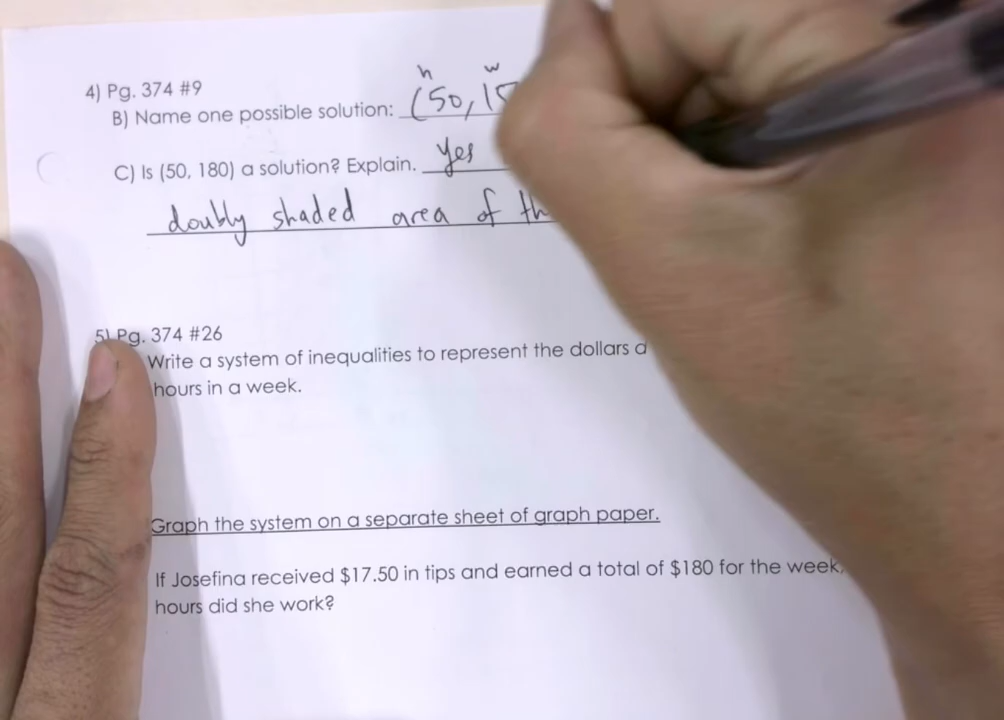 4) Pg. 374 #9
h w
B) Name one possible solution: (50, 15
C) Is (50, 180) a solution? Explain. Yes
doubly shaded area of th
5) Pg. 374 #26
Write a system of inequalities to represent the dollars
hours in a week.
Graph the system on a separate sheet of graph paper.
If Josefina received $17.50 in tips and earned a total of $180 for the week,
hours did she work?